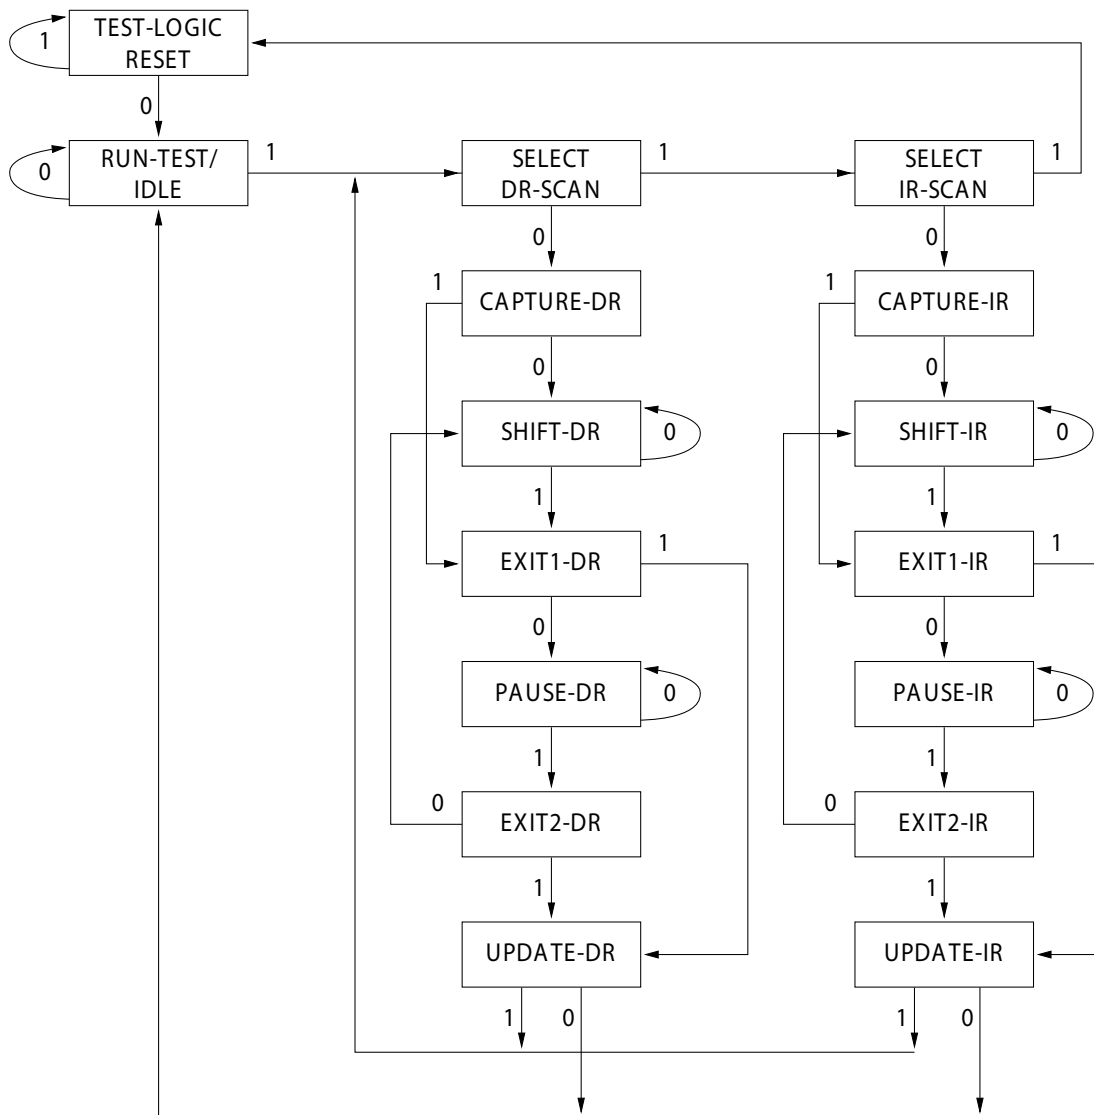 TEST-LOGIC
RESET
1
0
RUN-TEST/
IDLE
0
1
SELECT
DR-SCAN
1
SELECT
IR-SCAN
1
0
0
1
CAPTURE-DR
1
CAPTURE-IR
0
0
SHIFT-DR
0
SHIFT-IR
0
1
1
EXIT1-DR
1
EXIT1-IR
1
0
0
PAUSE-DR
0
PAUSE-IR
0
1
1
0
EXIT2-DR
0
EXIT2-IR
1
1
UPDATE-DR
UPDATE-IR
1
0
1
0